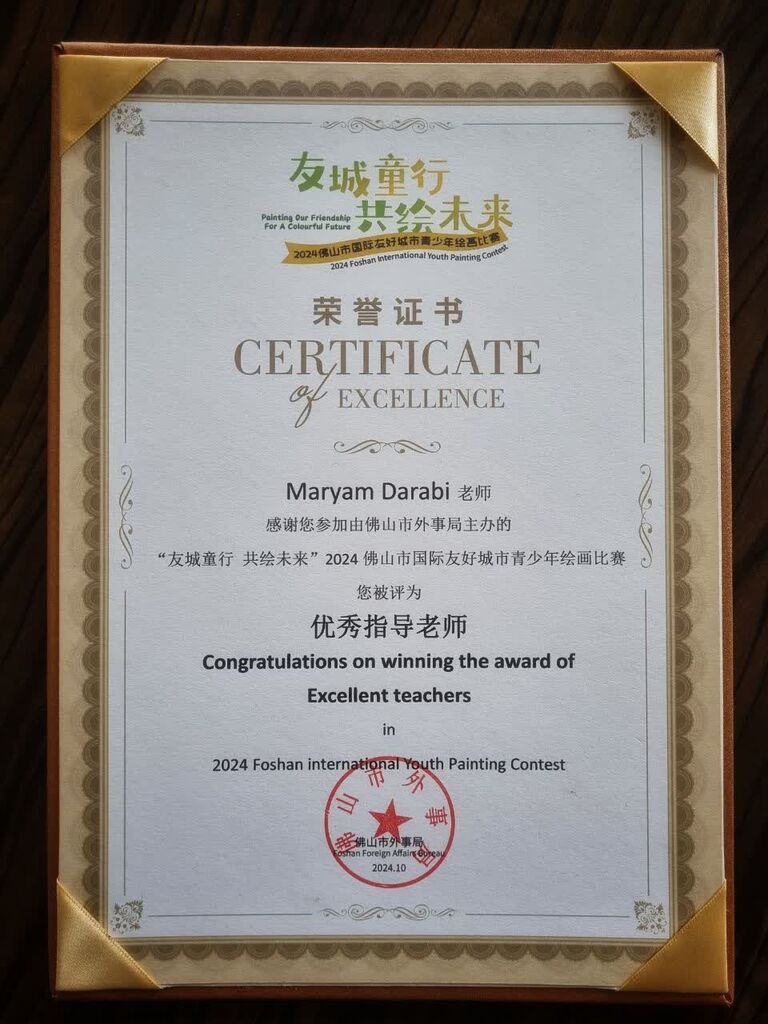 友城童行
共绘未来
Painting Our Friendship
For A Colourful Future
2024佛山市国际友好城市青少年绘画比赛
2024 Foshan International Youth Painting Contest
荣誉证书
CERTIFICATE
of EXCELLENCE
Maryam Darabi 老师
感谢您参加由佛山市外事局主办的
“友城童行 共绘未来”2024 佛山市国际友好城市青少年绘画比赛
您被评为
优秀指导老师
Congratulations on winning the award of
Excellent teachers
in
2024 Foshan international Youth Painting Contest
佛山市外事局
佛山市外事局
Foshan Foreign Affairs Bureau
2024.10